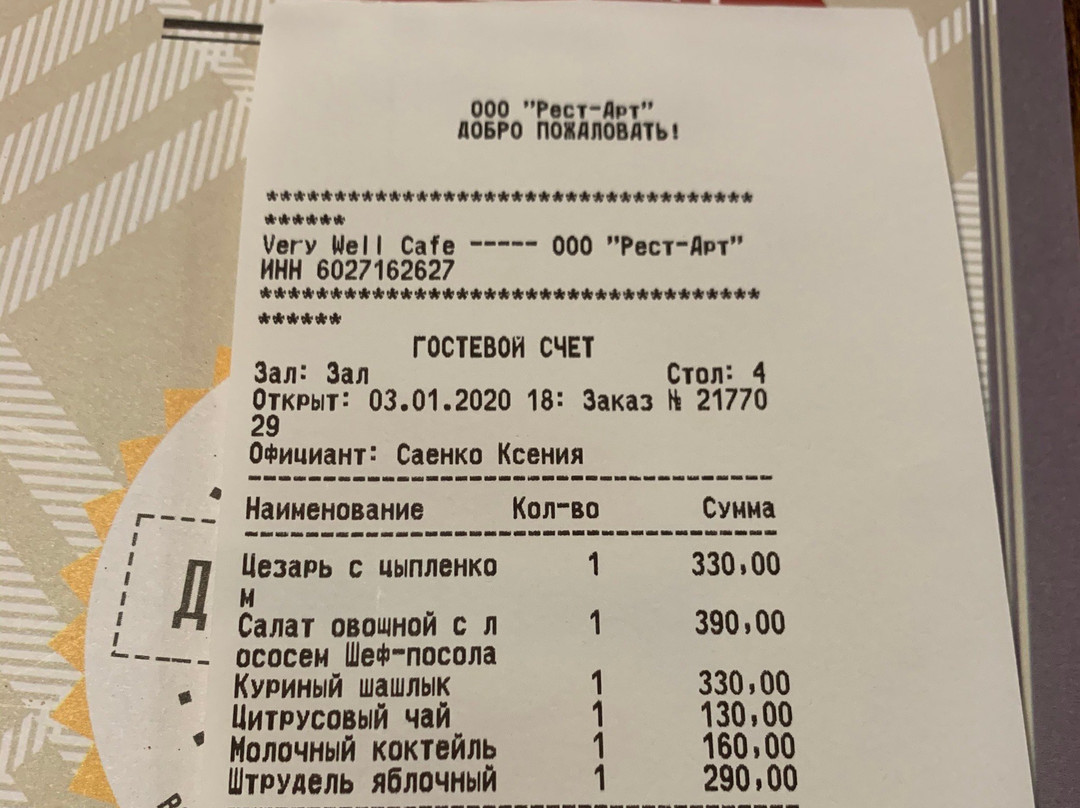 ООО "Рест-Арт"
ДОБРО ПОЖАЛОВАТЬ!
************************************
******
Very Well Cafe ----- ООО "Рест-Арт"
ИНН 6027162627
************************************
******
ГОСТЕВОЙ СЧЕТ
Зал: Зал Стол: 4
Открыт: 03.01.2020 18: Заказ № 21770
29
Официант: Саенко Ксения
Наименование Кол-во Сумма
Цезарь с цыпленко 1 330,00
м
Салат овощной с л 1 390,00
ососем Шеф-посола
Куриный шашлык 1 330,00
Цитрусовый чай 1 130,00
Молочный коктейль 1 160,00
Штрудель яблочный 1 290,00
Д